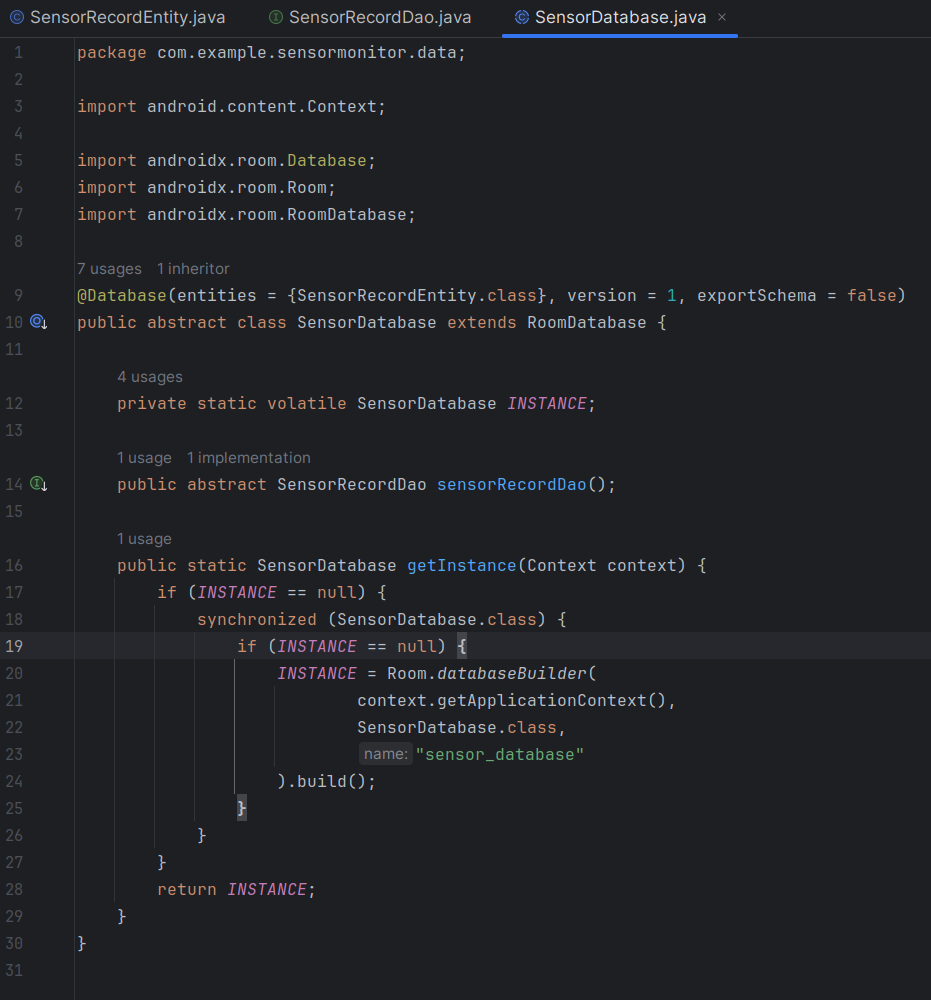 SensorRecordEntity.java SensorRecordDao.java SensorDatabase.java ×
1 package com.example.sensormonitor.data;
2
3 import android.content.Context;
4
5 import androidx.room.Database;
6 import androidx.room.Room;
7 import androidx.room.RoomDatabase;
8
7 usages 1 inheritor
9 @Database(entities = {SensorRecordEntity.class}, version = 1, exportSchema = false)
10 public abstract class SensorDatabase extends RoomDatabase {
11
4 usages
12 private static volatile SensorDatabase INSTANCE;
13
1 usage 1 implementation
14 public abstract SensorRecordDao sensorRecordDao();
15
1 usage
16 public static SensorDatabase getInstance(Context context) {
17 if (INSTANCE == null) {
18 synchronized (SensorDatabase.class) {
19 if (INSTANCE == null) {
20 INSTANCE = Room.databaseBuilder(
21 context.getApplicationContext(),
22 SensorDatabase.class,
23 name: "sensor_database"
24 ).build();
25 }
26 }
27 }
28 return INSTANCE;
29 }
30 }
31